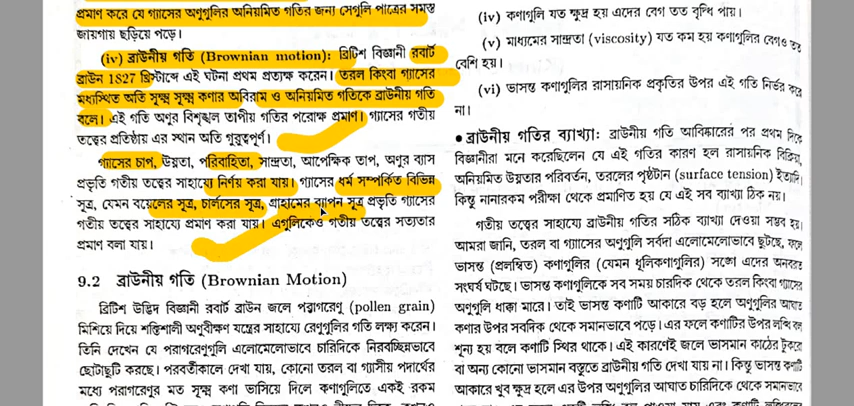 প্রমাণ করে যে গ্যাসের অণুগুলির অনিয়মিত গতির জন্য সেগুলি পাত্রের সমস্ত
জায়গায় ছড়িয়ে পড়ে।
(iv) ব্রাউনীয় গতি (Brownian motion): ব্রিটিশ বিজ্ঞানী রবার্ট
ব্রাউন 1827 খ্রিস্টাব্দে এই ঘটনা প্রথম প্রত্যক্ষ করেন। তরল কিংবা গ্যাসের
মধ্যস্থিত অতি সূক্ষ্ম সূক্ষ্ম কণার অবিরাম ও অনিয়মিত গতিকে ব্রাউনীয় গতি
বলে। এই গতি অণুর বিশৃঙ্খল তাপীয় গতির পরোক্ষ প্রমাণ। গ্যাসের গতীয়
তত্ত্বের প্রতিষ্ঠায় এর স্থান অতি গুরুত্বপূর্ণ।
গ্যাসের চাপ, উষ্ণতা, পরিবাহিতা, সান্দ্রতা, আপেক্ষিক তাপ, অণুর ব্যাস
প্রভৃতি গতীয় তত্ত্বের সাহায্যে নির্ণয় করা যায়। গ্যাসের ধর্ম সম্পর্কিত বিভিন্ন
সূত্র, যেমন বয়েলের সূত্র, চার্লসের সূত্র, গ্রাহামের ব্যাপন সূত্র প্রভৃতি গ্যাসের
গতীয় তত্ত্বের সাহায্যে প্রমাণ করা যায়। এগুলিকেও গতীয় তত্ত্বের সত্যতার
প্রমাণ বলা যায়।
9.2 ব্রাউনীয় গতি (Brownian Motion)
ব্রিটিশ উদ্ভিদ বিজ্ঞানী রবার্ট ব্রাউন জলে পরাগরেণু (pollen grain)
মিশিয়ে দিয়ে শক্তিশালী অণুবীক্ষণ যন্ত্রের সাহায্যে রেণুগুলির গতি লক্ষ্য করেন।
তিনি দেখেন যে পরাগরেণুগুলি এলোমেলোভাবে চারিদিকে নিরবচ্ছিন্নভাবে
ছোটাছুটি করছে। পরবর্তীকালে দেখা যায়, কোনো তরল বা গ্যাসীয় পদার্থের
মধ্যে পরাগরেণুর মত সূক্ষ্ম কণা ভাসিয়ে দিলে কণাগুলিতে একই রকম
(iv) কণাগুলি যত ক্ষুদ্র হয় এদের বেগ তত বৃদ্ধি পায়।
(v) মাধ্যমের সান্দ্রতা (viscosity) যত কম হয় কণাগুলির বেগও তত
বেশি হয়।
(vi) ভাসন্ত কণাগুলির রাসায়নিক প্রকৃতির উপর এই গতি নির্ভর করে
না।
● ব্রাউনীয় গতির ব্যাখ্যা: ব্রাউনীয় গতি আবিষ্কারের পর প্রথম দিকে
বিজ্ঞানীরা মনে করেছিলেন যে এই গতির কারণ হল রাসায়নিক বিক্রিয়া,
অনিয়মিত উষ্ণতার পরিবর্তন, তরলের পৃষ্ঠটান (surface tension) ইত্যাদি
কিন্তু নানারকম পরীক্ষা থেকে প্রমাণিত হয় যে এই সব ব্যাখ্যা ঠিক নয়।
গতীয় তত্ত্বের সাহায্যে ব্রাউনীয় গতির সঠিক ব্যাখ্যা দেওয়া সম্ভব হয়।
আমরা জানি, তরল বা গ্যাসের অণুগুলি সর্বদা এলোমেলোভাবে ছুটছে, ফলে
ভাসন্ত (প্রলম্বিত) কণাগুলির (যেমন ধূলিকণাগুলির) সঙ্গে এদের অনবরত
সংঘর্ষ ঘটছে। ভাসন্ত কণাগুলিকে সব সময় চারদিক থেকে তরল কিংবা গ্যাসের
অণুগুলি ধাক্কা মারে। তাই ভাসন্ত কণাটি আকারে বড় হলে অণুগুলির আঘাত
কণার উপর সবদিক থেকে সমানভাবে পড়ে। এর ফলে কণাটির উপর লব্ধি বল
শূন্য হয় বলে কণাটি স্থির থাকে। এই কারণেই জলে ভাসমান কাঠের টুকরো
বা অন্য কোনো ভাসমান বস্তুতে ব্রাউনীয় গতি দেখা যায় না। কিন্তু ভাসন্ত কণাটি
আকারে খুব ক্ষুদ্র হলে এর উপর অণুগুলির আঘাত চারিদিক থেকে সমানভাবে